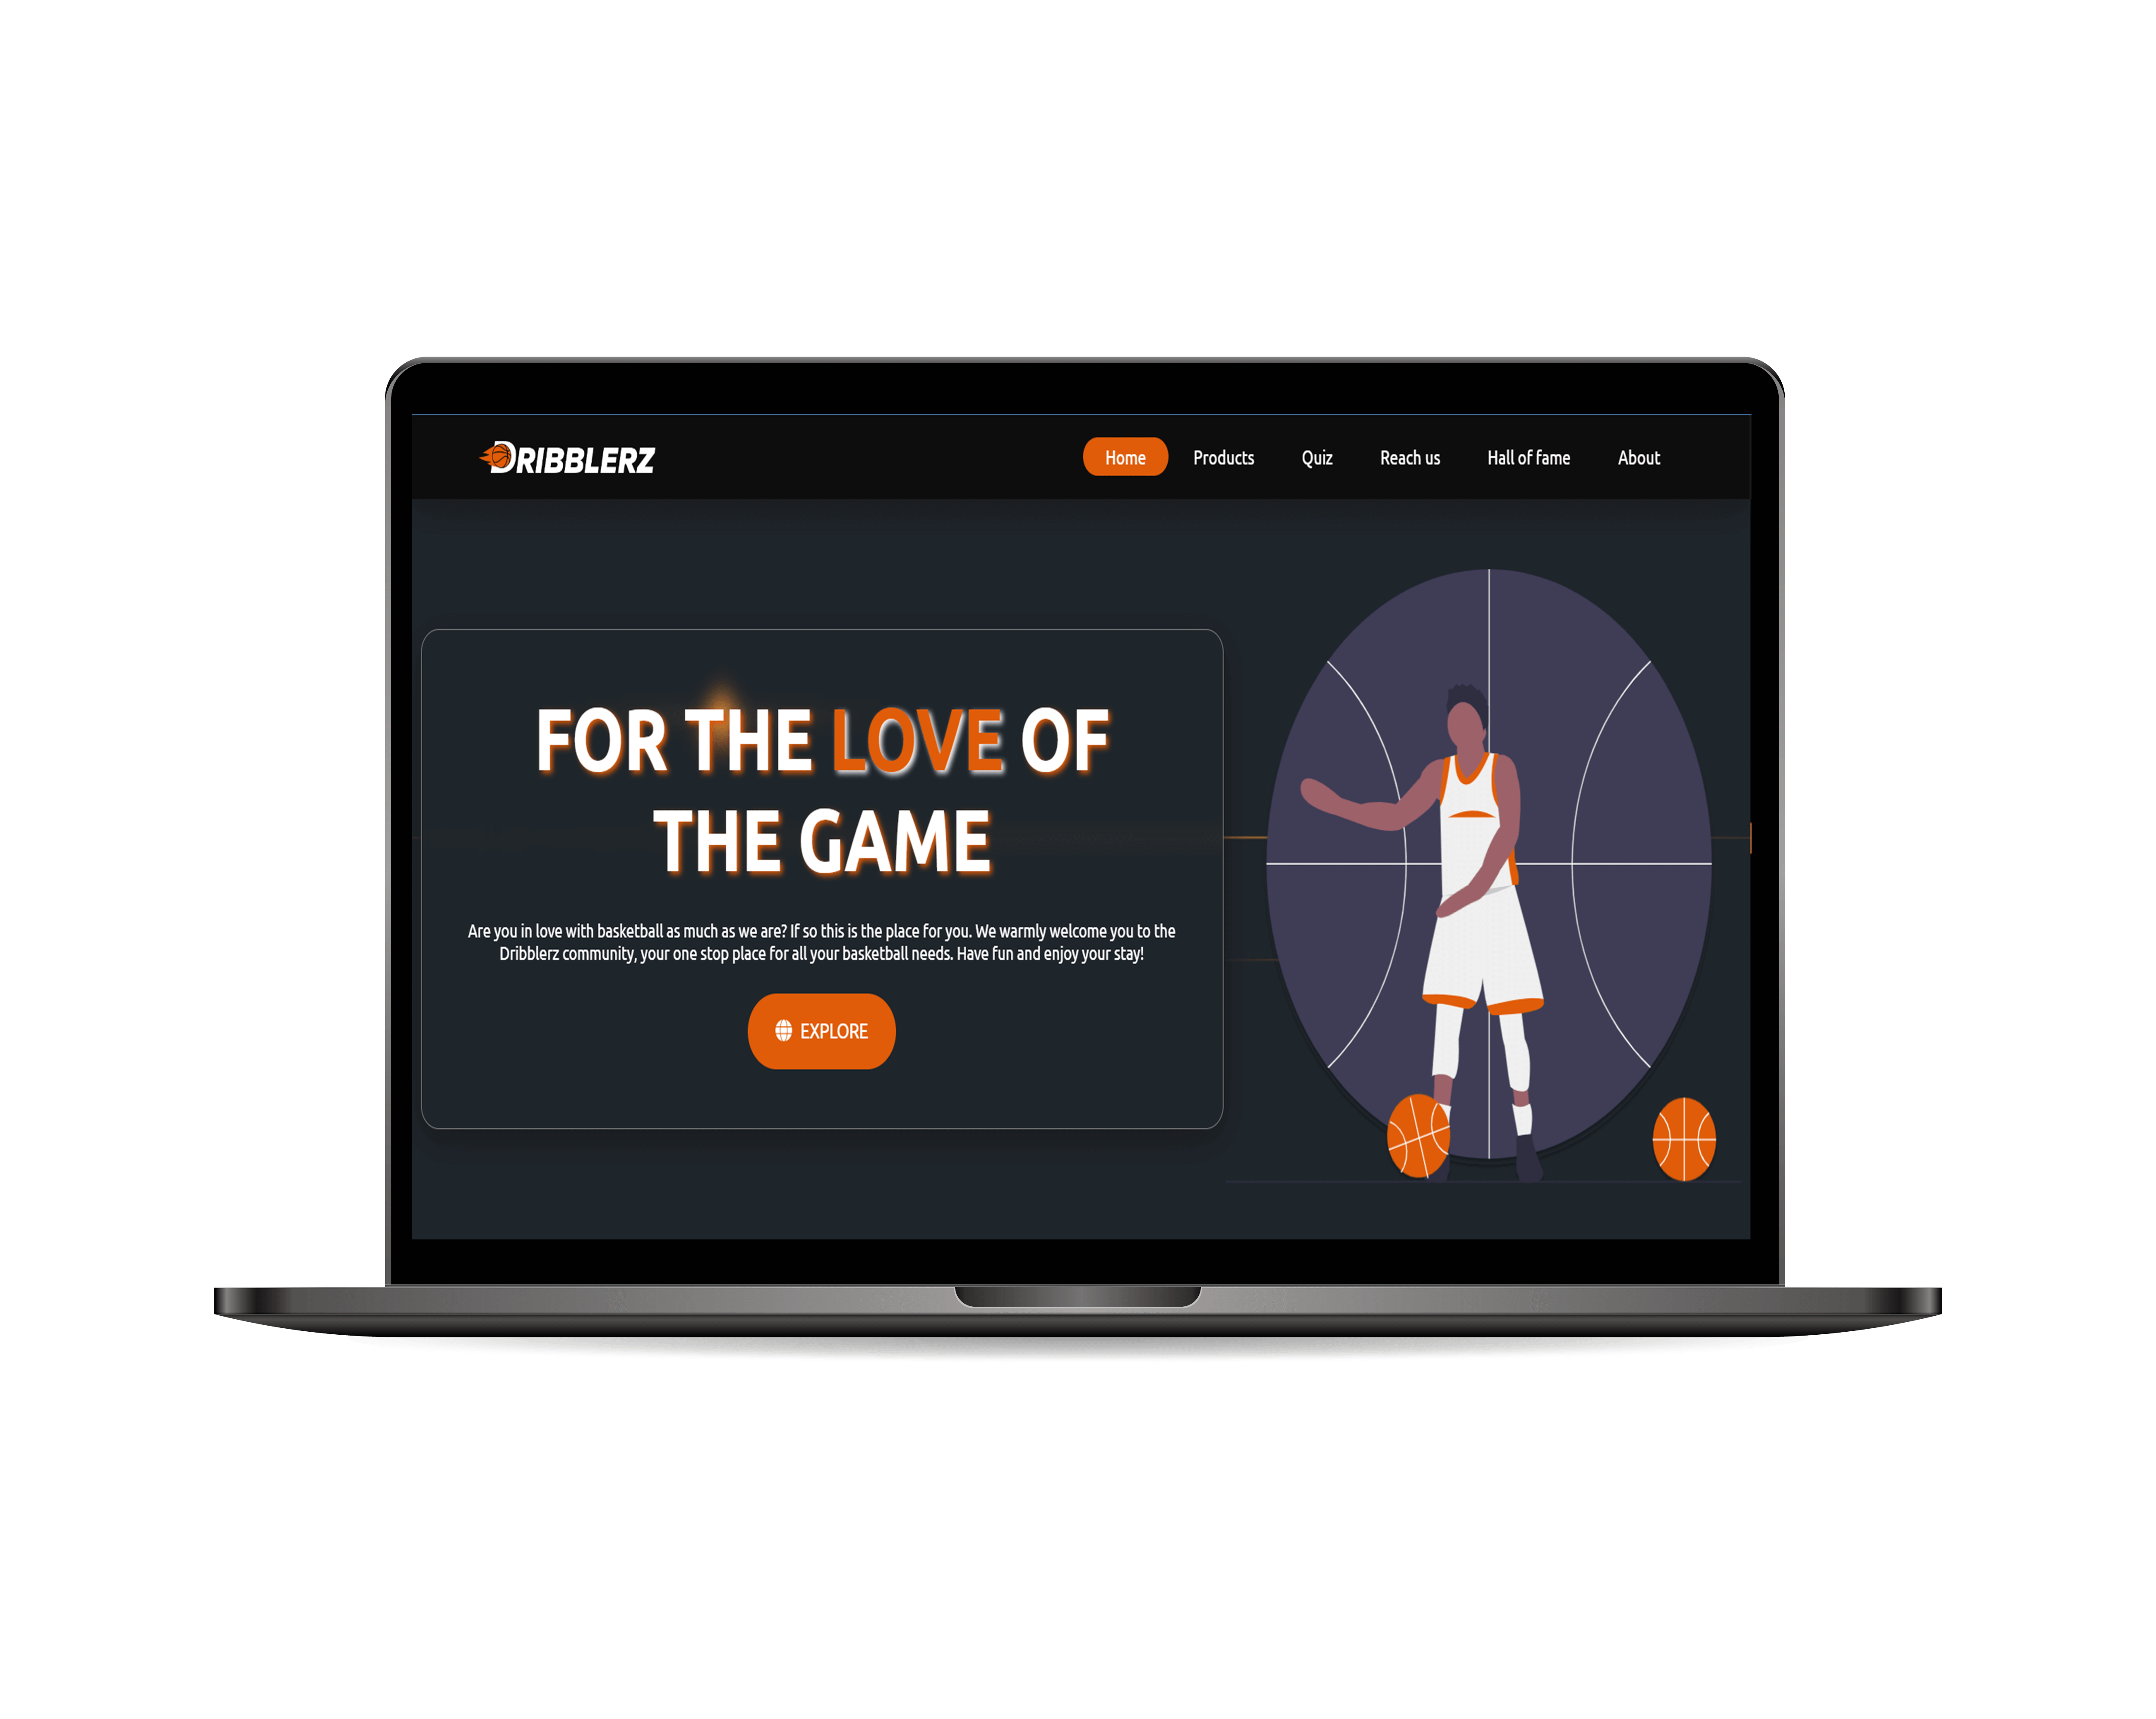 DRIBBLERZ
Home Products Quiz Reach us Hall of fame About
FOR THE LOVE OF
THE GAME
Are you in love with basketball as much as we are? If so this is the place for you. We warmly welcome you to the
Dribblerz community, your one stop place for all your basketball needs. Have fun and enjoy your stay!
EXPLORE